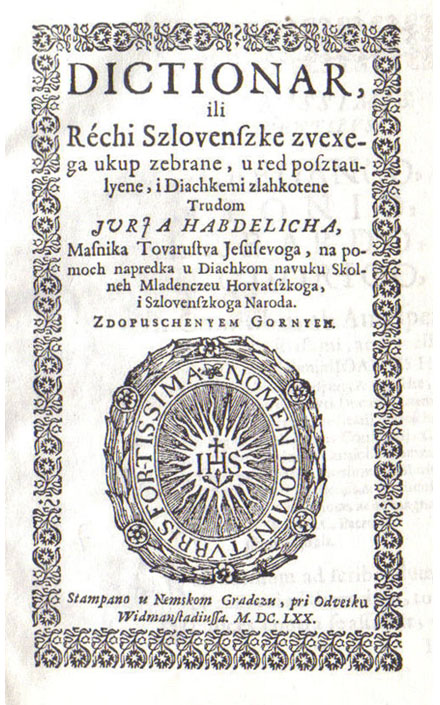 DICTIONAR,
ili
Réchi Szlovenſzke zvexe-
ga ukup zebrane, u red poſztau-
lyene, i Diachkemi zlahkotene
Trudom
JURJA HABDELICHA,
Maſnika Tovaruſtva Jeſuſevoga, na po-
moch napredka u Diachkom navuku Skol-
neh Mladenczeu Horvatſzkoga,
i Szlovenſzkoga Naroda.
ZDOPUSCHENYEM GORNYEH.
TURRIS FORTISSIMA NOMEN DOMINI
IHS
Stampano u Nemskom Gradczu, pri Odvetku
Widmanſtadiuſſa. M. DC. LXX.